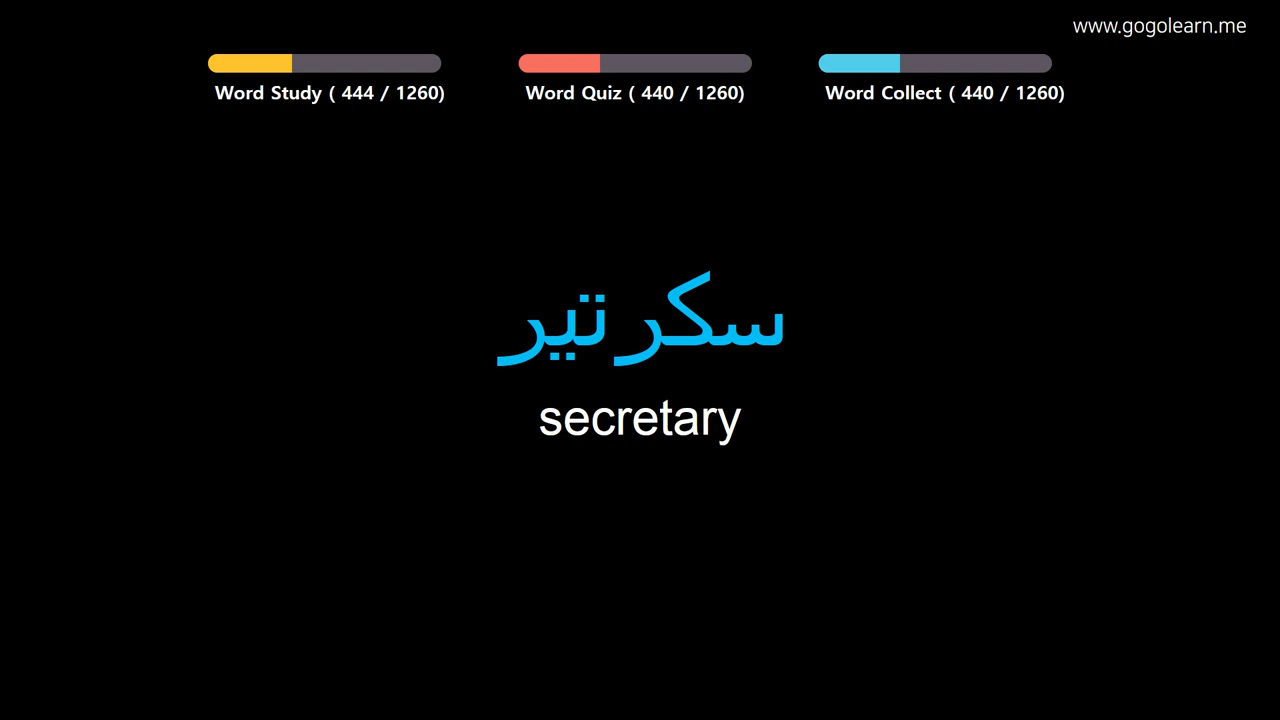 www.gogolearn.me
Word Study ( 444 / 1260)
Word Quiz ( 440 / 1260)
Word Collect ( 440 / 1260)
سکرتیر
secretary